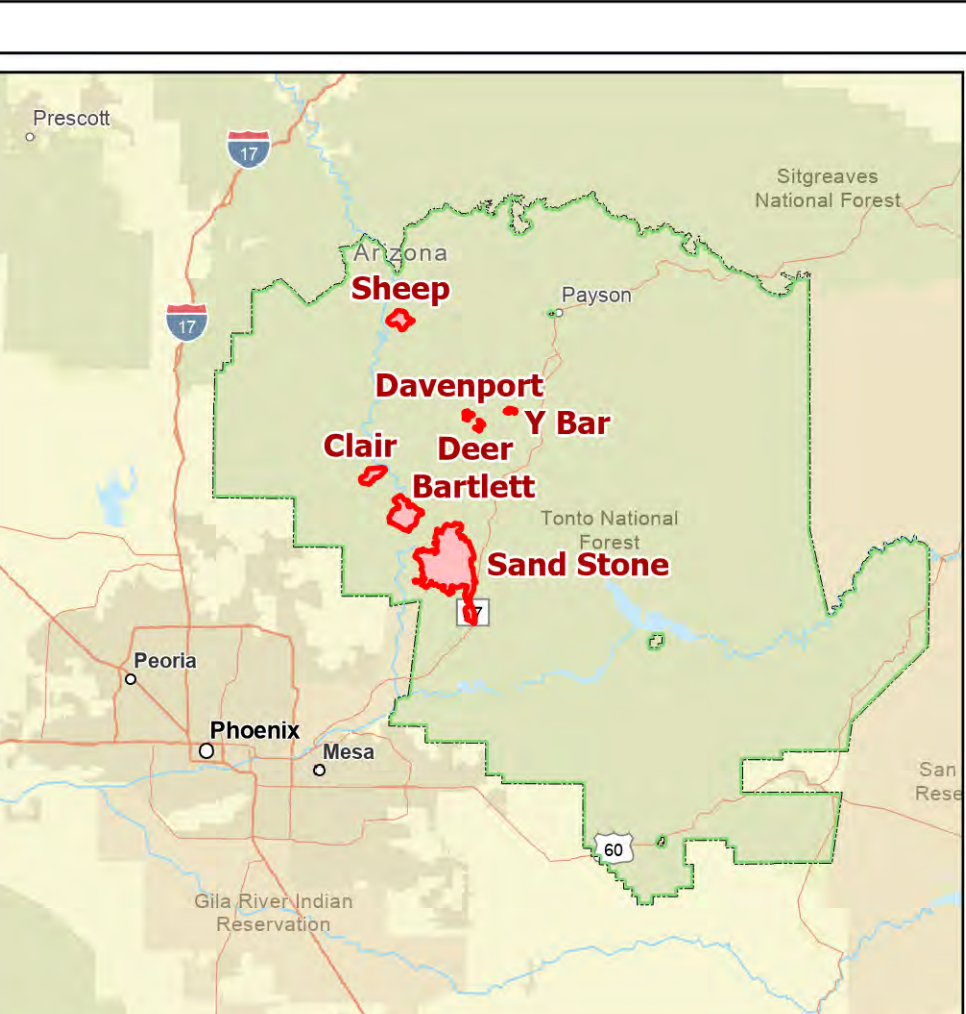 Prescott
17
Sitgreaves
National Forest
Arizona
Sheep
Payson
17
Davenport
Y Bar
Clair
Deer
Bartlett
Tonto National
Forest
Sand Stone
7
Peoria
Phoenix
Mesa
San
Rese
60
Gila River Indian
Reservation